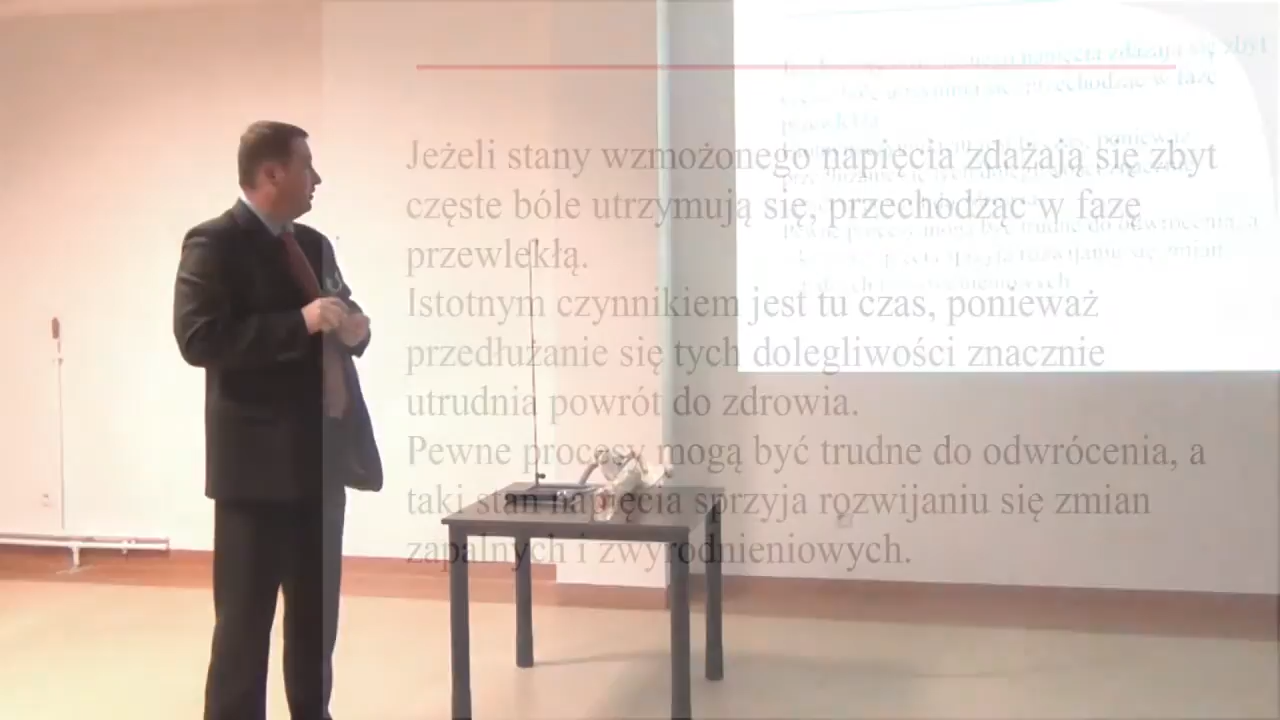 Jeżeli stany wzmożonego napięcia zdażają się zbyt
częste bóle utrzymują się, przechodząc w fazę
przewlekłą.
Istotnym czynnikiem jest tu czas, ponieważ
przedłużanie się tych dolegliwości znacznie
utrudnia powrót do zdrowia.
Pewne procesy mogą być trudne do odwrócenia, a
taki stan napięcia sprzyja rozwijaniu się zmian
zapalnych i zwyrodnieniowych.